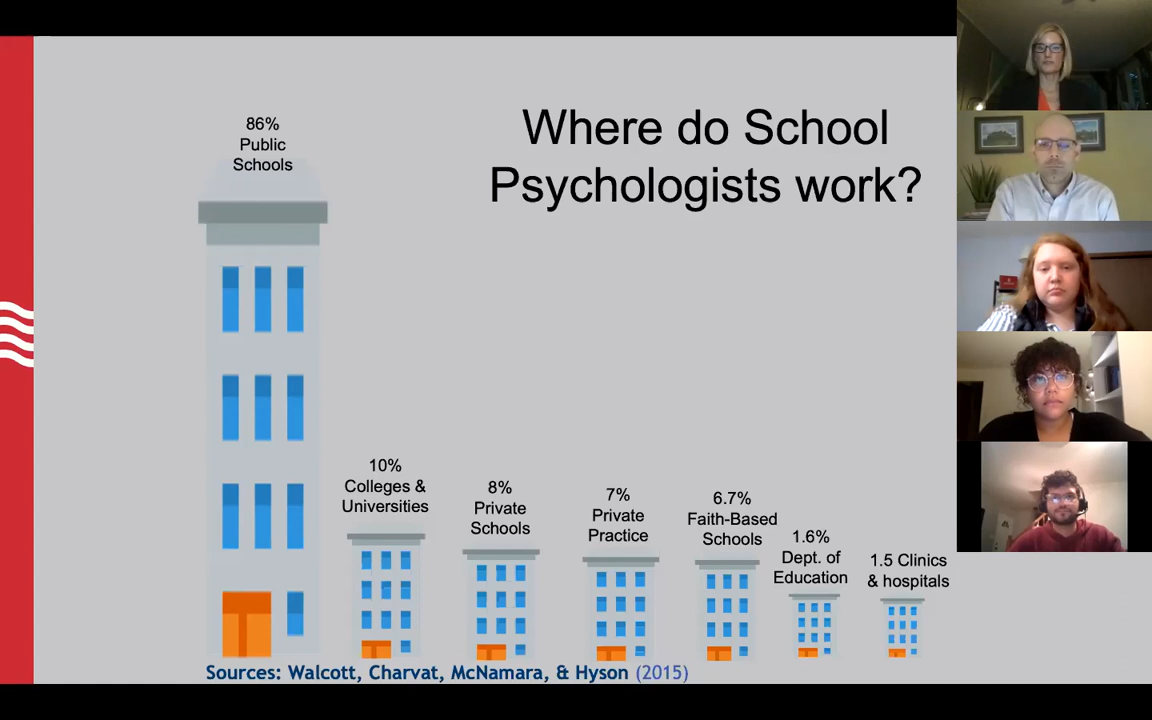 Where do School
Psychologists work?
86%
Public
Schools
10%
Colleges &
Universities
8%
Private
Schools
7%
Private
Practice
6.7%
Faith-Based
Schools
1.6%
Dept. of
Education
1.5 Clinics
& hospitals
Sources: Walcott, Charvat, McNamara, & Hyson (2015)